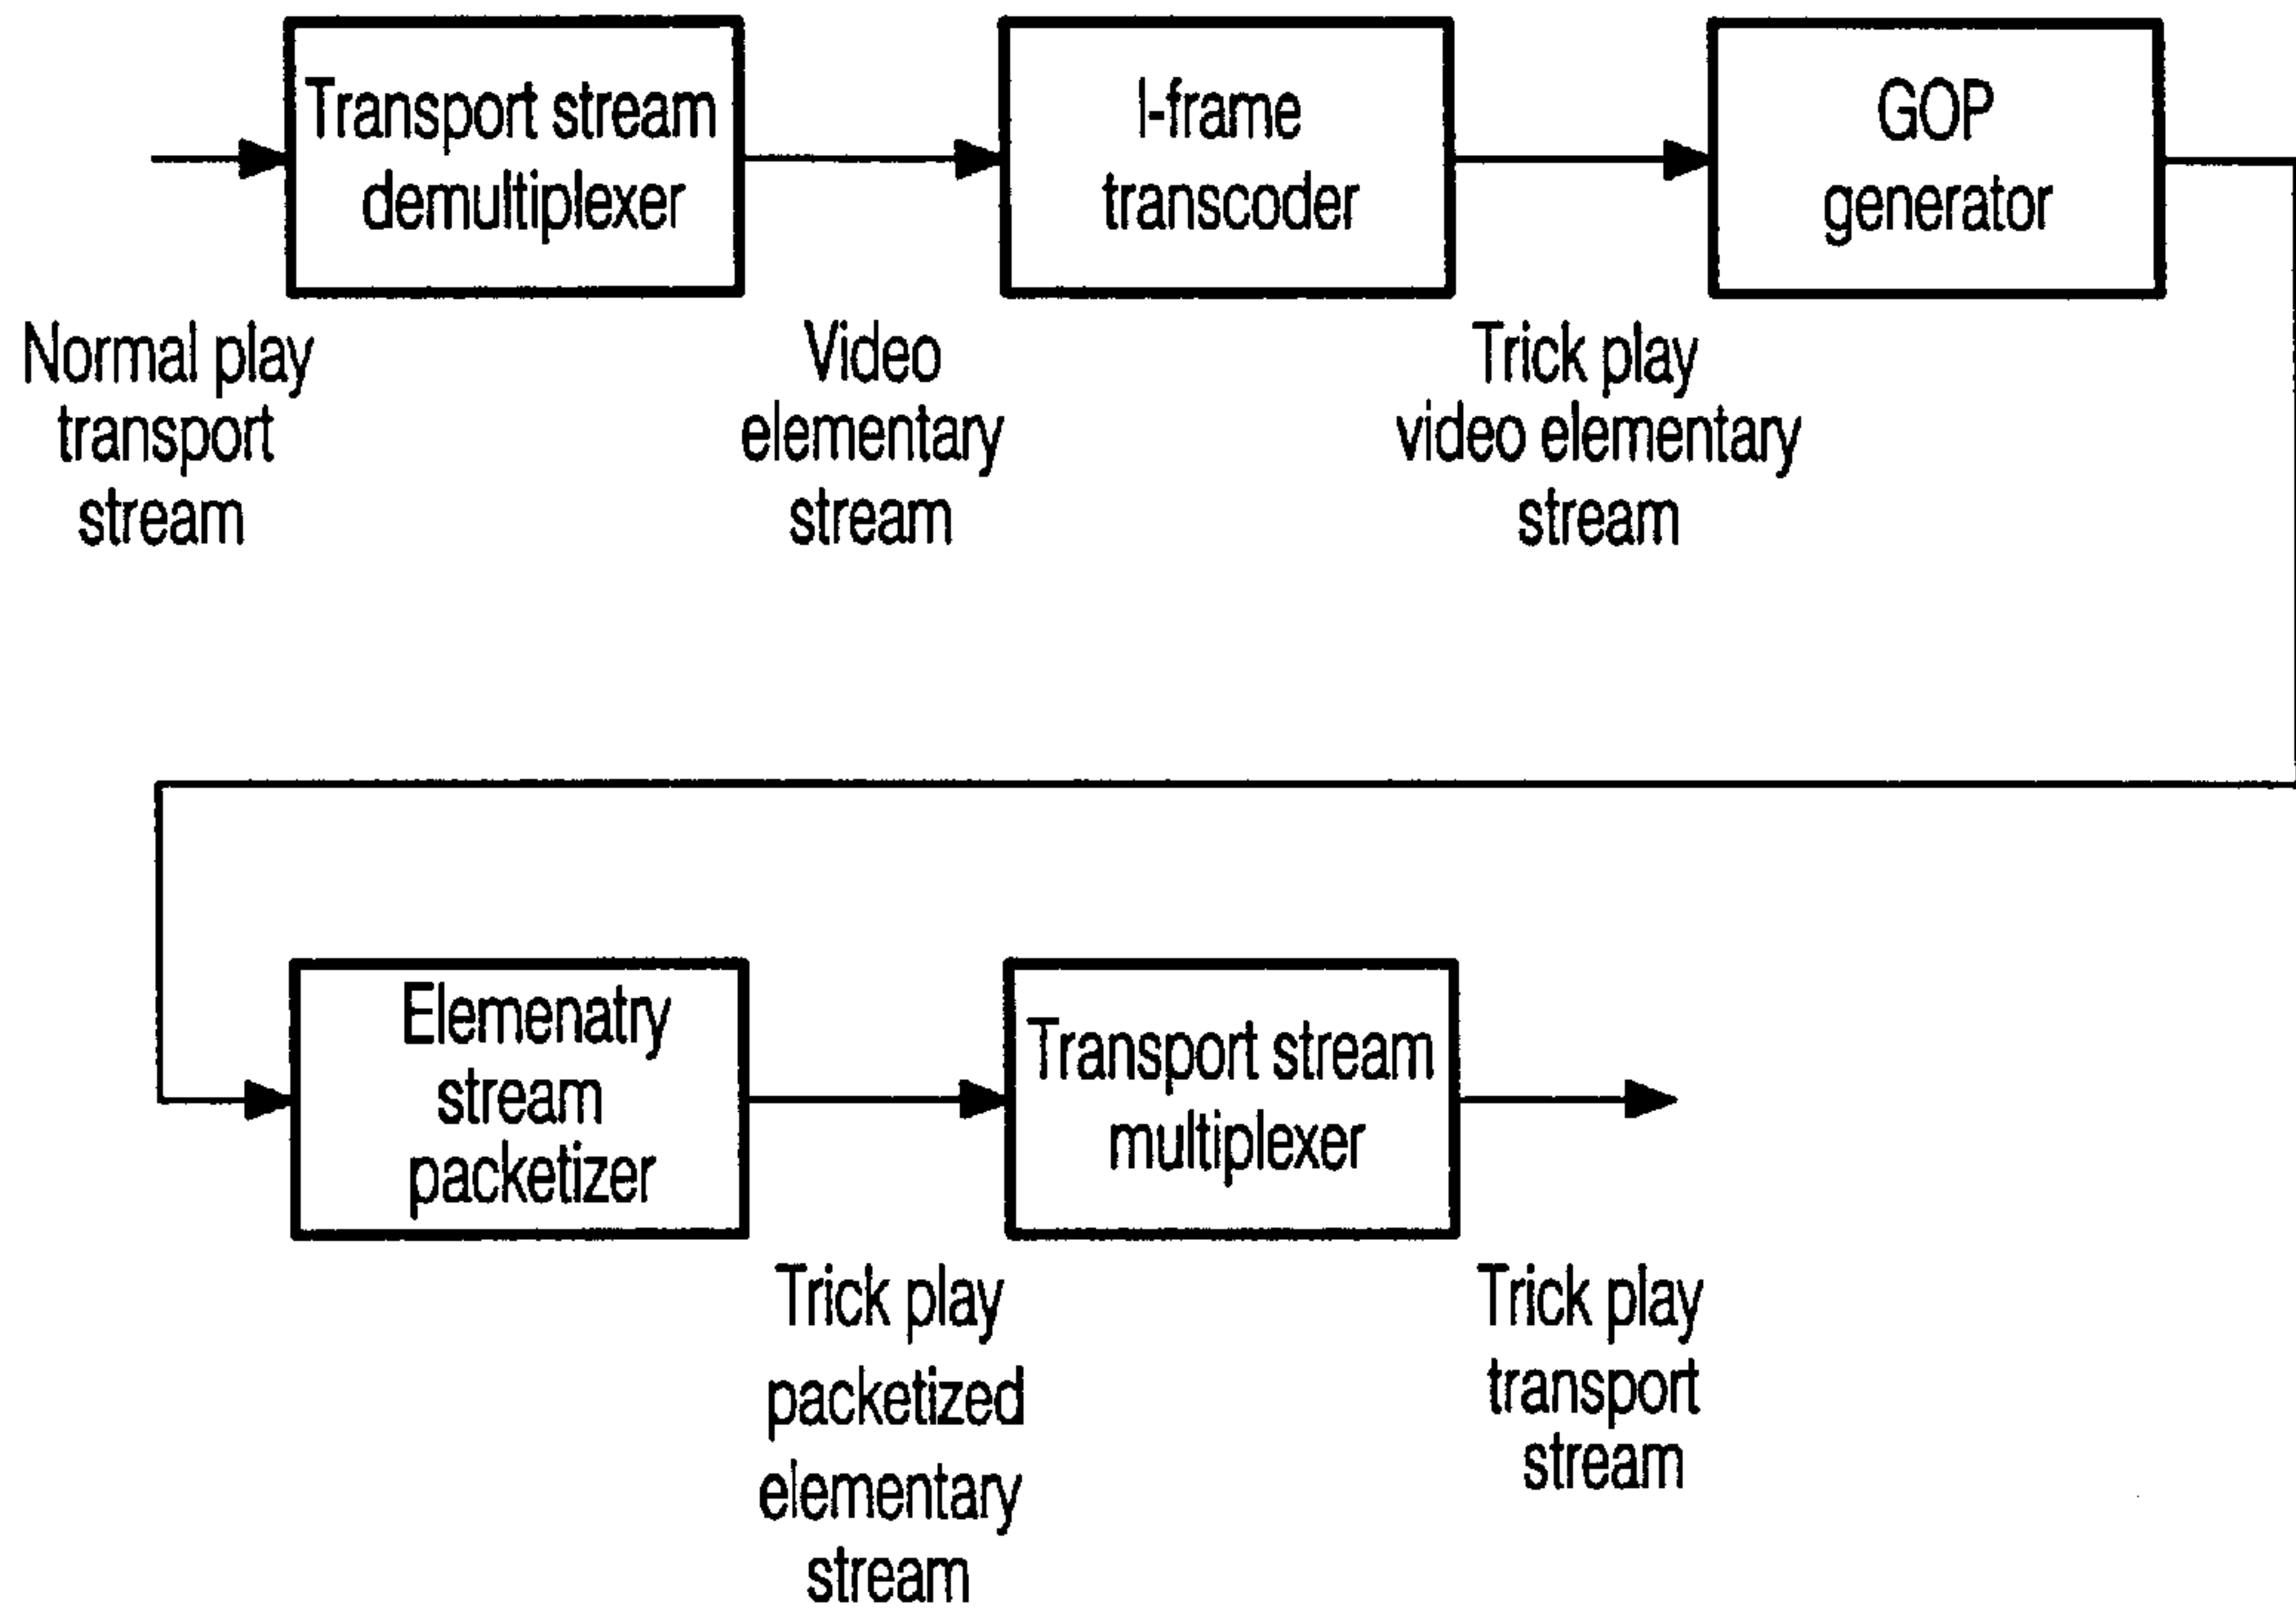 Transport stream
demultiplexer
I-frame
transcoder
GOP
generator
Normal play
transport
stream
Video
elementary
stream
Trick play
video elementary
stream
Elemenatry
stream
packetizer
Transport stream
multiplexer
Trick play
packetized
elementary
stream
Trick play
transport
stream